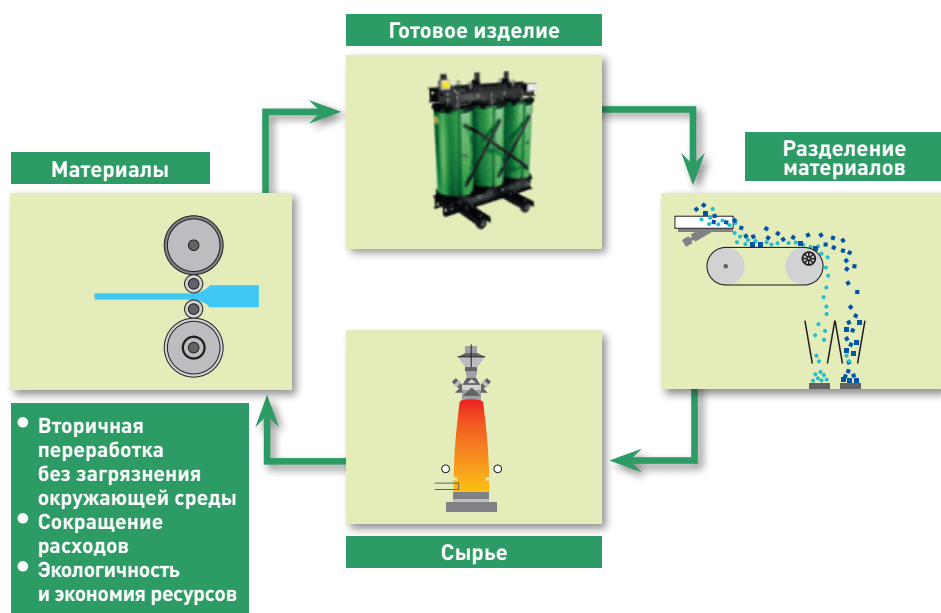 Готовое изделие
Материалы
Разделение
материалов
Сырье
Вторичная
переработка
без загрязнения
окружающей среды
Сокращение
расходов
Экологичность
и экономия ресурсов